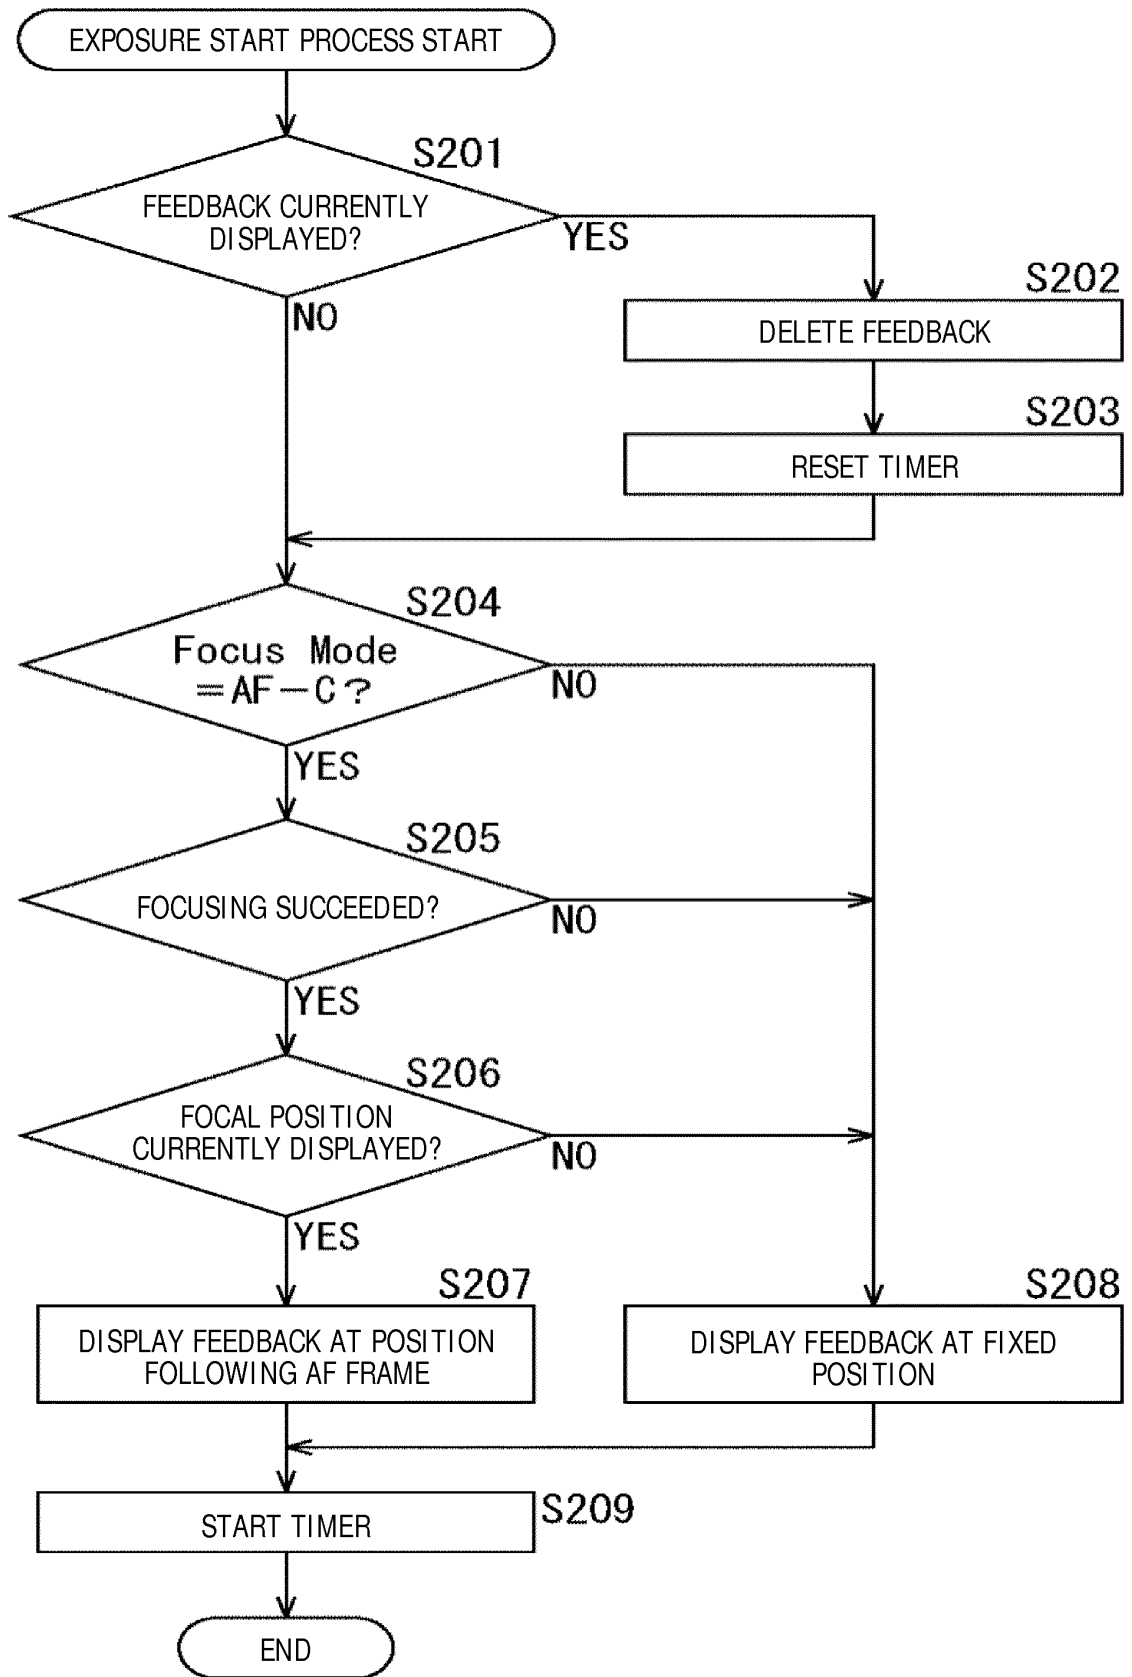 EXPOSURE START PROCESS START
S201
FEEDBACK CURRENTLY
DISPLAYED?
YES
NO
S202
DELETE FEEDBACK
S203
RESET TIMER
S204
Focus Mode
=AF-C?
NO
YES
S205
FOCUSING SUCCEEDED?
NO
YES
S206
FOCAL POSITION
CURRENTLY DISPLAYED?
NO
YES
S207
DISPLAY FEEDBACK AT POSITION
FOLLOWING AF FRAME
S208
DISPLAY FEEDBACK AT FIXED
POSITION
START TIMER
S209
END